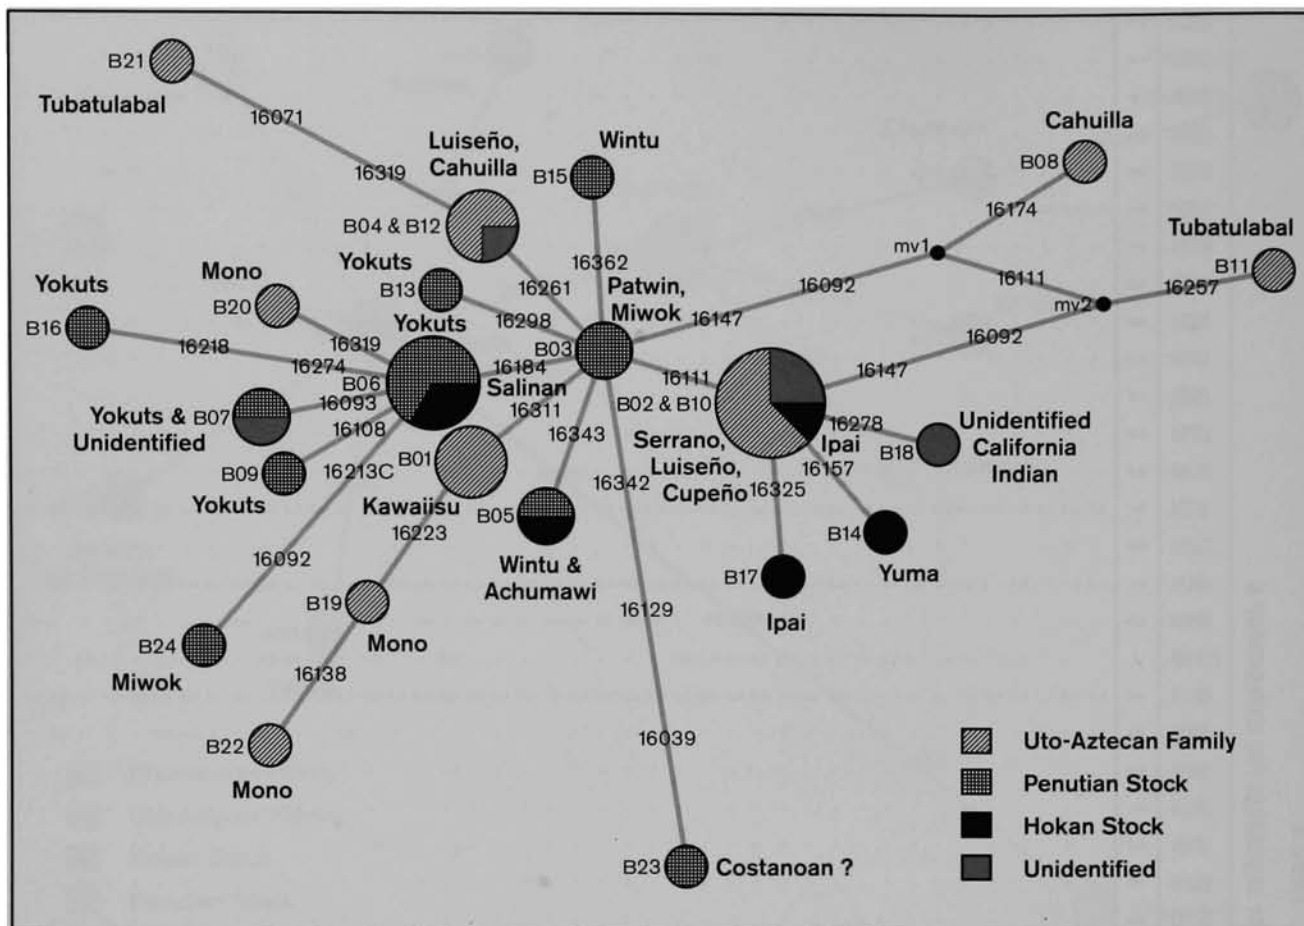 B21
Tubatulabal
16071
16319
Luiseño,
Cahuilla
B04 & B12
Wintu
B15
16362
Cahuilla
B08
16174
Tubatulabal
B11
mv1
16111
16257
mv2
16092
16147
16092
16147
Yokuts
B16
16218
16274
Mono
B20
16319
Yokuts
B13
16298
16261
Patwin,
Miwok
B03
Yokuts
B06
Salinan
16184
16311
16343
16342
16111
B02 & B10
Serrano,
Luiseño,
Cupeño
Ipai
16278
B18
Unidentified
California
Indian
16157
16325
B14
Yuma
B17
Ipai
Yokuts &
Unidentified
B07
16093
16108
B09
Yokuts
16213C
16092
B24
Miwok
B01
Kawaiisu
16223
B19
Mono
16138
B22
Mono
B05
Wintu &
Achumawi
16129
16039
B23
Costanoan ?
Uto-Aztecan Family
Penutian Stock
Hokan Stock
Unidentified